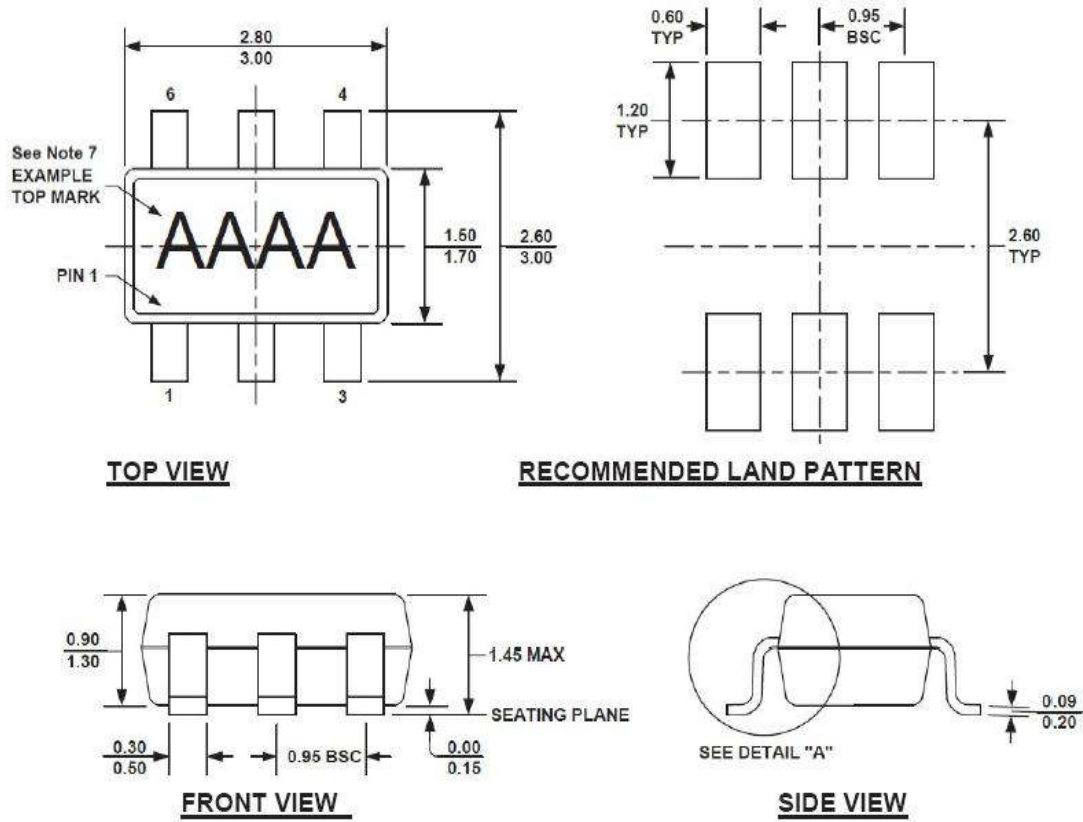 2.80
3.00
6
4
See Note 7
EXAMPLE
TOP MARK
AAAA
PIN 1
1.50
1.70
2.60
3.00
1
3
TOP VIEW
0.60
TYP
0.95
BSC
1.20
TYP
2.60
TYP
RECOMMENDED LAND PATTERN
0.90
1.30
1.45 MAX
SEATING PLANE
0.30
0.50
0.95 BSC
0.00
0.15
FRONT VIEW
0.09
0.20
SEE DETAIL "A"
SIDE VIEW